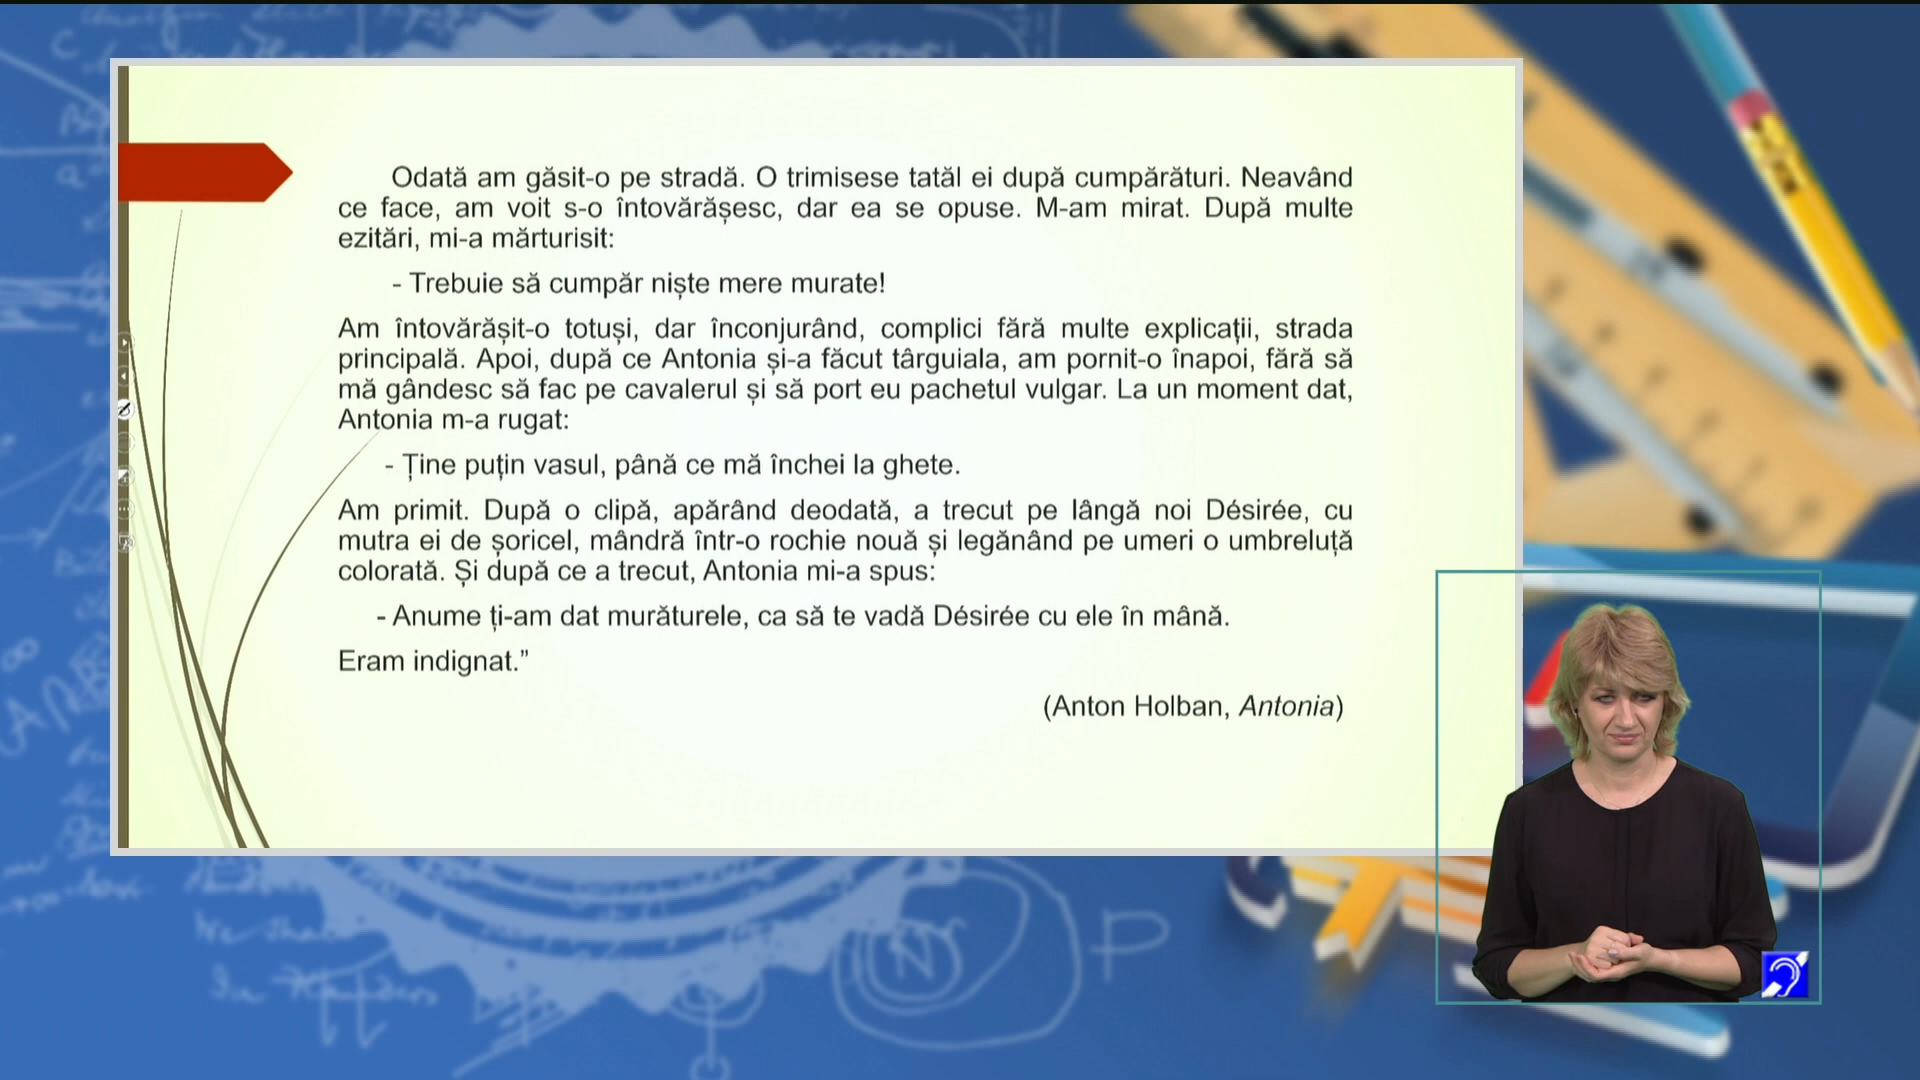 Odată am găsit-o pe stradă. O trimisese tatăl ei după cumpărături. Neavând
ce face, am voit s-o întovărășesc, dar ea se opuse. M-am mirat. După multe
ezitări, mi-a mărturisit:
- Trebuie să cumpăr niște mere murate!
Am întovărășit-o totuși, dar înconjurând, complici fără multe explicații, strada
principală. Apoi, după ce Antonia și-a făcut târguiala, am pornit-o înapoi, fără să
mă gândesc să fac pe cavalerul și să port eu pachetul vulgar. La un moment dat,
Antonia m-a rugat:
- Ține puțin vasul, până ce mă închei la ghete.
Am primit. După o clipă, apărând deodată, a trecut pe lângă noi Désirée, cu
mutra ei de șoricel, mândră într-o rochie nouă și legănând pe umeri o umbreluță
colorată. Și după ce a trecut, Antonia mi-a spus:
- Anume ți-am dat murăturele, ca să te vadă Désirée cu ele în mână.
Eram indignat.”
(Anton Holban, Antonia)
N
P